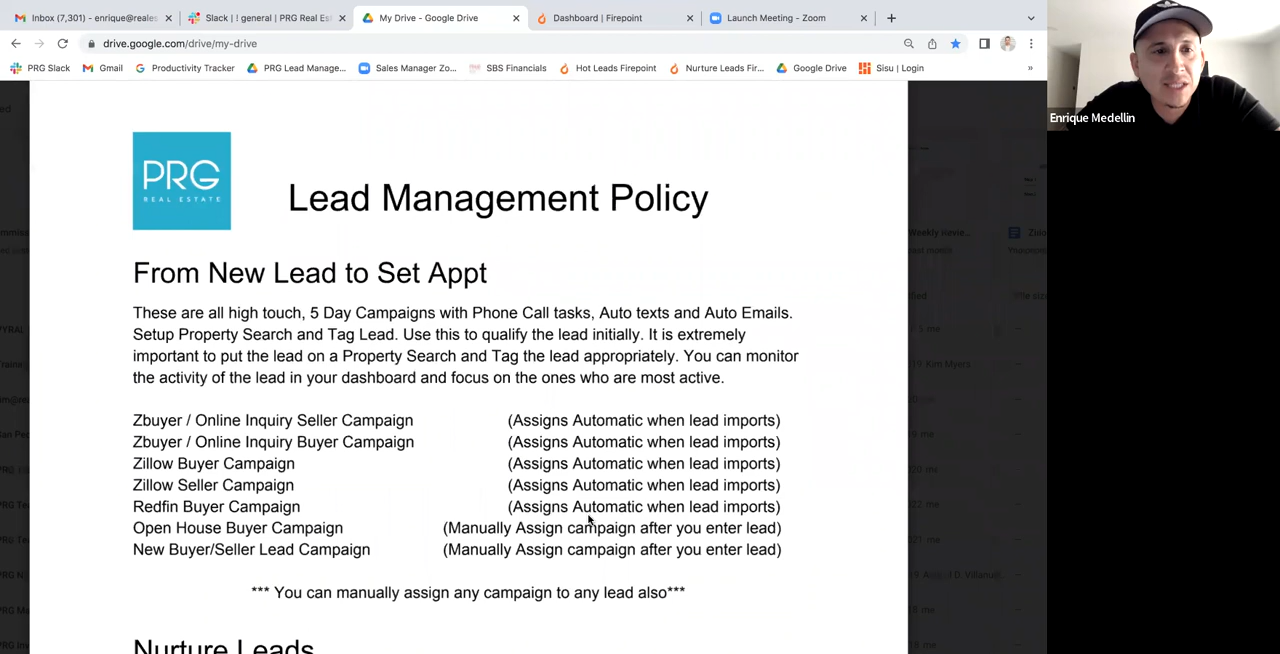 Inbox (7,301) - enrique@reales
Slack | ! general | PRG Real Es
My Drive - Google Drive
Dashboard | Firepoint
Launch Meeting - Zoom
drive.google.com/drive/my-drive
PRG Slack
Gmail
Productivity Tracker
PRG Lead Manage...
Sales Manager Zo...
SBS Financials
Hot Leads Firepoint
Nurture Leads Fir...
Google Drive
Sisu | Login
»
Enrique Medellin
PRG
REAL ESTATE
Lead Management Policy
From New Lead to Set Appt
These are all high touch, 5 Day Campaigns with Phone Call tasks, Auto texts and Auto Emails.
Setup Property Search and Tag Lead. Use this to qualify the lead initially. It is extremely
important to put the lead on a Property Search and Tag the lead appropriately. You can monitor
the activity of the lead in your dashboard and focus on the ones who are most active.
Zbuyer / Online Inquiry Seller Campaign (Assigns Automatic when lead imports)
Zbuyer / Online Inquiry Buyer Campaign (Assigns Automatic when lead imports)
Zillow Buyer Campaign (Assigns Automatic when lead imports)
Zillow Seller Campaign (Assigns Automatic when lead imports)
Redfin Buyer Campaign (Assigns Automatic when lead imports)
Open House Buyer Campaign (Manually Assign campaign after you enter lead)
New Buyer/Seller Lead Campaign (Manually Assign campaign after you enter lead)
*** You can manually assign any campaign to any lead also***
Nurture Leads